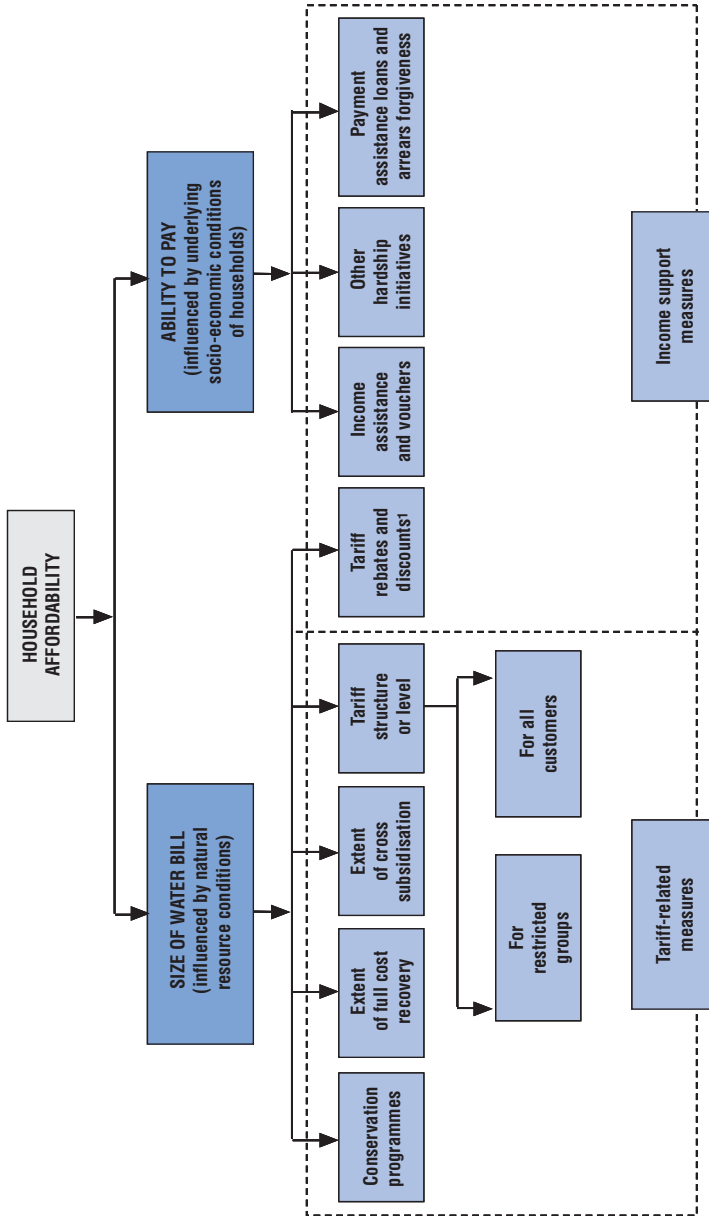 HOUSEHOLD
AFFORDABILITY
SIZE OF WATER BILL
(influenced by natural
resource conditions)
ABILITY TO PAY
(influenced by underlying
socio-economic conditions
of households)
Conservation
programmes
Extent
of full cost
recovery
Extent
of cross
subsidisation
Tariff
structure
or level
Tariff
rebates and
discounts¹
Income
assistance
and vouchers
Other
hardship
initiatives
Payment
assistance loans and
arrears forgiveness
For
restricted
groups
For all
customers
Tariff-related
measures
Income support
measures